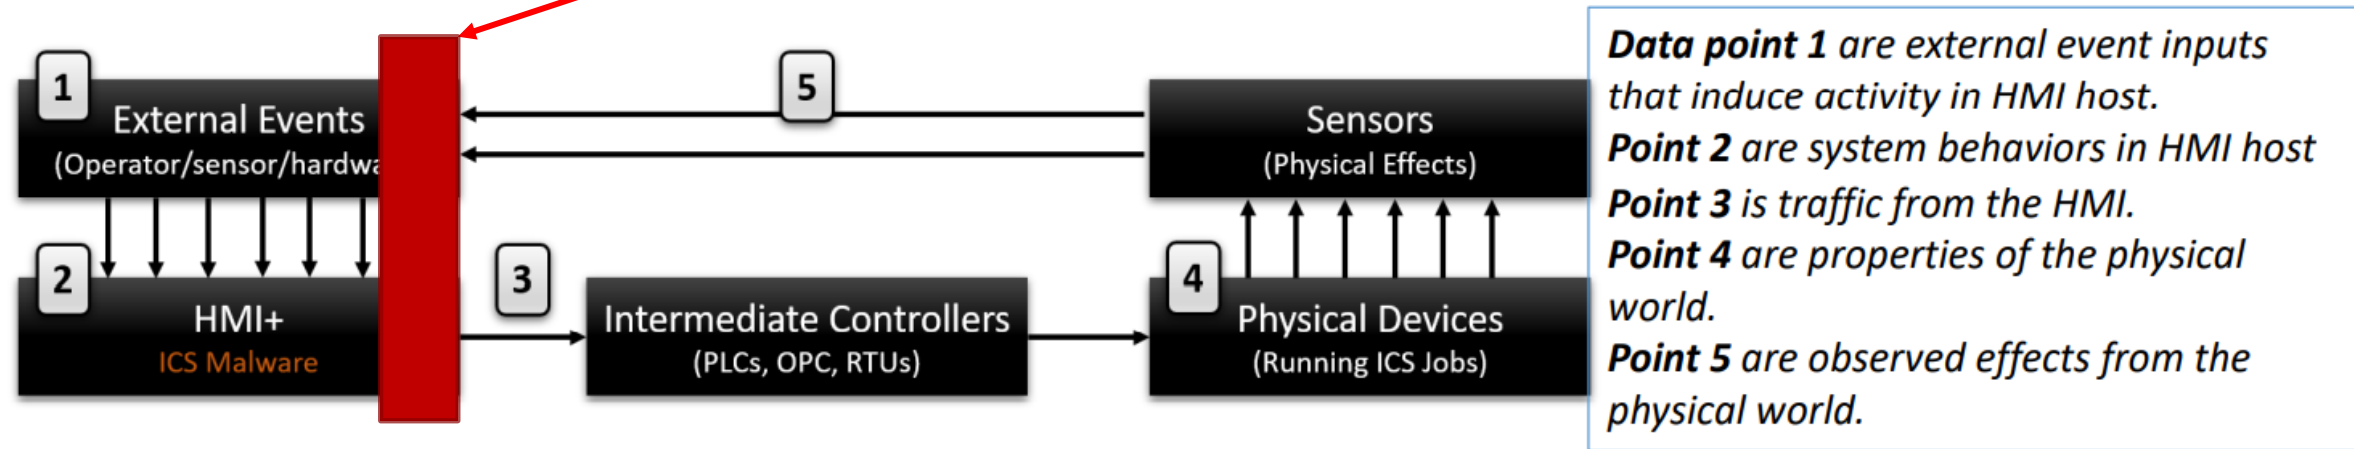 1
External Events
(Operator/sensor/hardwa
2
HMI+
ICS Malware
3
Intermediate Controllers
(PLCs, OPC, RTUs)
5
Sensors
(Physical Effects)
4
Physical Devices
(Running ICS Jobs)
Data point 1 are external event inputs
that induce activity in HMI host.
Point 2 are system behaviors in HMI host
Point 3 is traffic from the HMI.
Point 4 are properties of the physical
world.
Point 5 are observed effects from the
physical world.